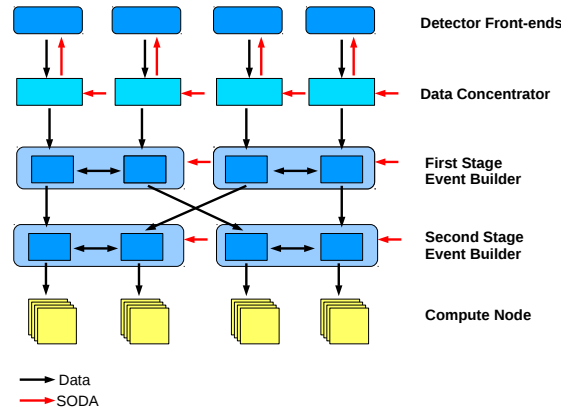 Detector Front-ends
Data Concentrator
First Stage
Event Builder
Second Stage
Event Builder
Compute Node
Data
SODA